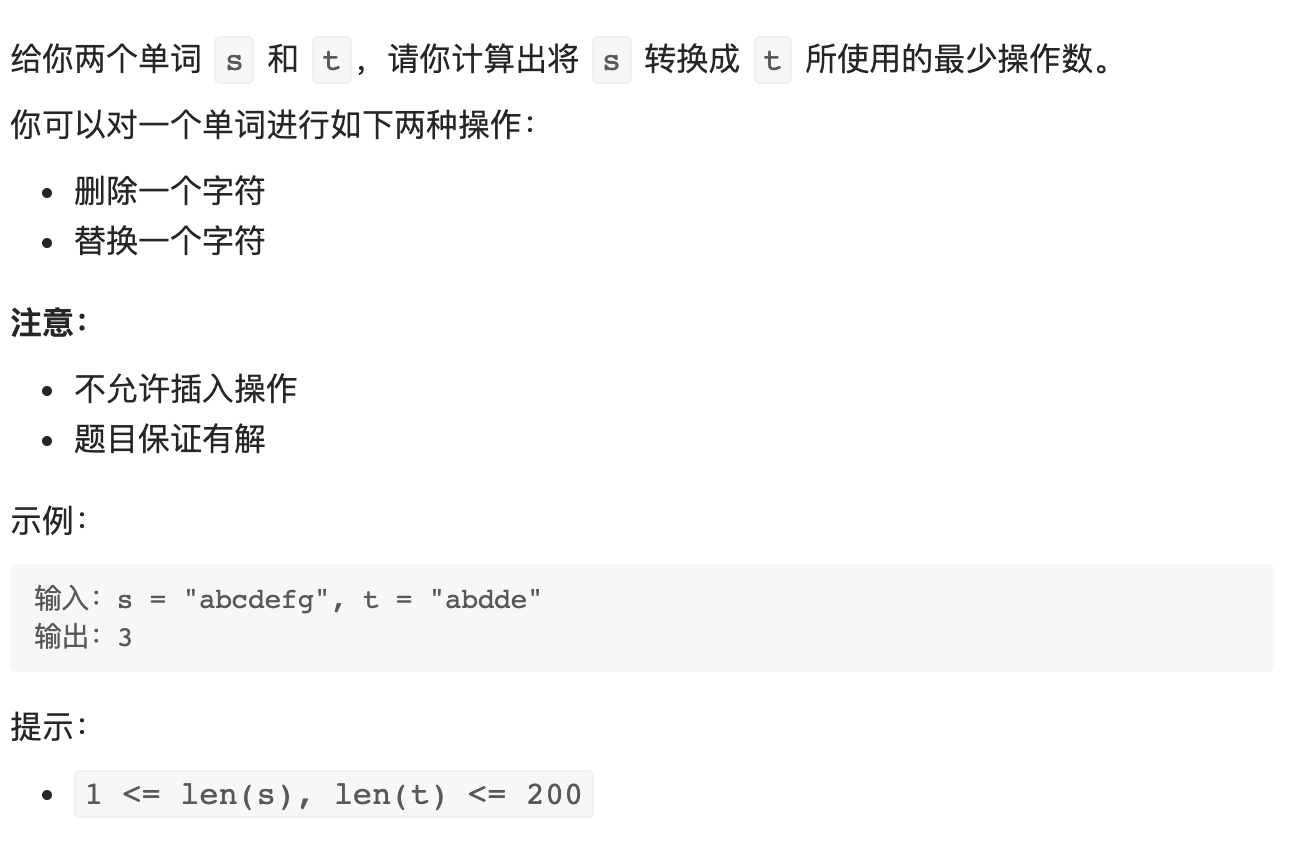 给你两个单词 s 和 t，请你计算出将 s 转换成 t 所使用的最少操作数。
你可以对一个单词进行如下两种操作：
• 删除一个字符
• 替换一个字符
注意：
• 不允许插入操作
• 题目保证有解
示例：
输入：s = "abcdefg", t = "abdde"
输出：3
提示：
• 1 <= len(s), len(t) <= 200